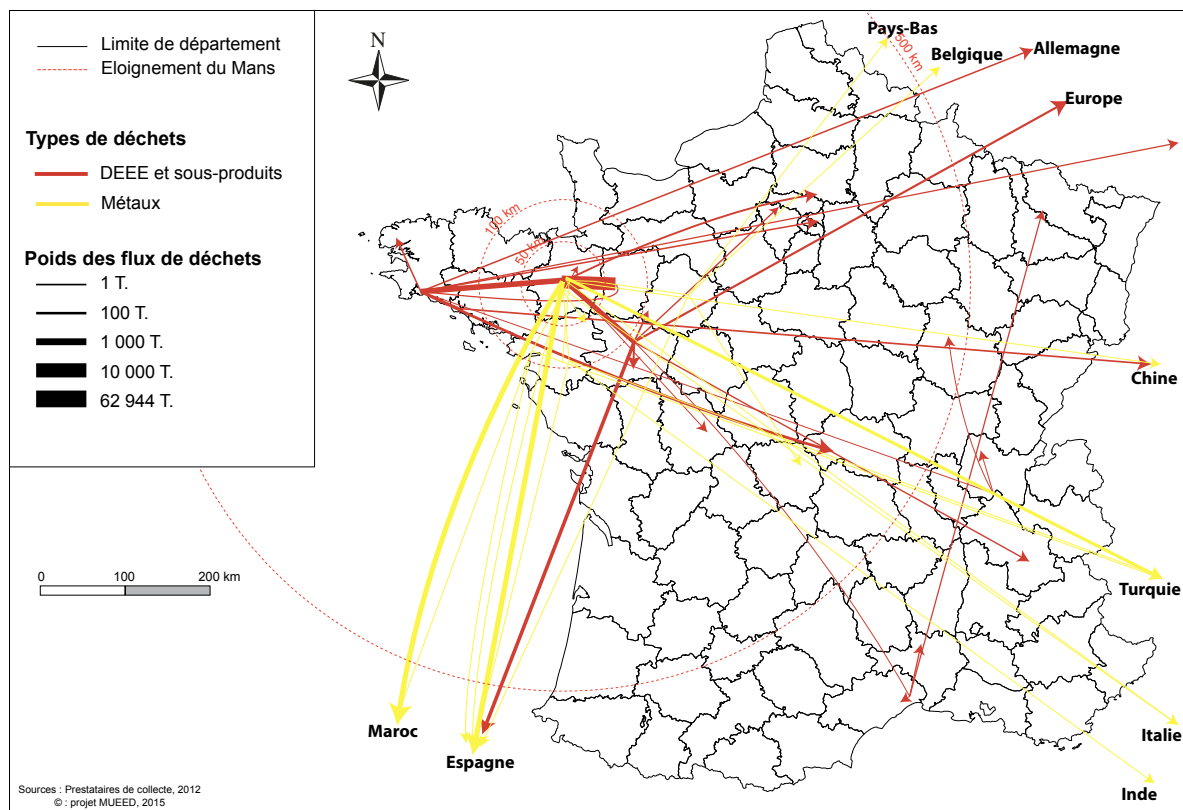 Limite de département
Eloignement du Mans
Types de déchets
DEEE et sous-produits
Métaux
Poids des flux de déchets
1 T.
100 T.
1 000 T.
10 000 T.
62 944 T.
N
0 100 200 km
Sources : Prestataires de collecte, 2012
© : projet MUEED, 2015
Pays-Bas
500 km
Belgique
Allemagne
Europe
100 km
50 km
Chine
Turquie
Maroc
Espagne
Italie
Inde